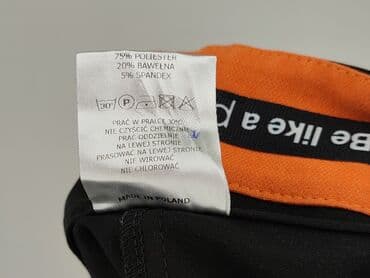 75% POLIESTER
20% BAWEŁNA
5% SPANDEX
30°
P
PRAĆ W PRALCE 30°C
NIE CZYŚCIĆ CHEMICZNIE
PRAĆ ODDZIELNIE
NA LEWEJ STRONIE
PRASOWAĆ NA LEWEJ STRONIE
NIE WIROWAĆ
NIE CHLOROWAĆ
MADE IN POLAND
Be like a p